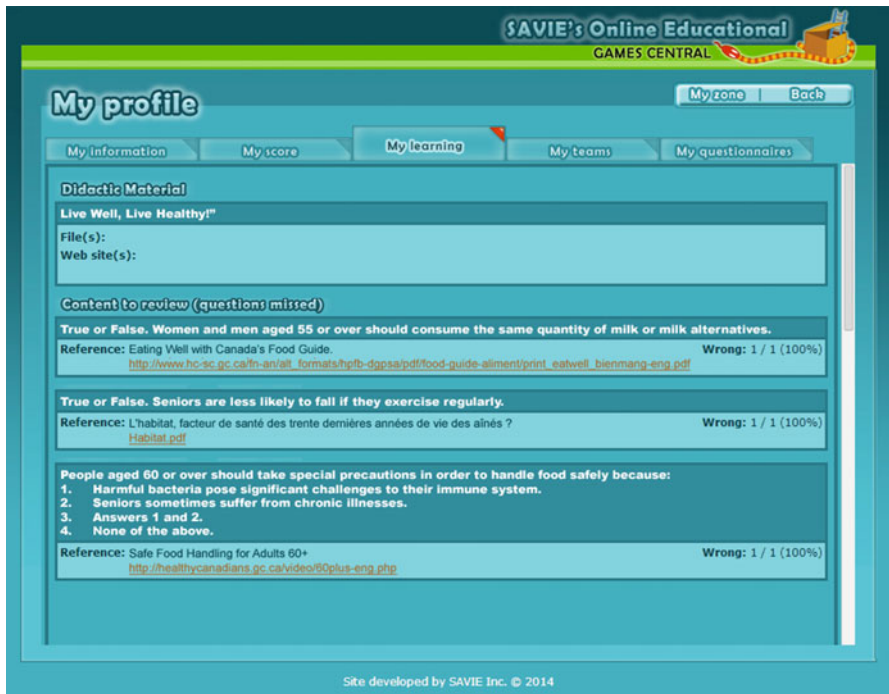 SAVIE's Online Educational
GAMES CENTRAL
My profile
My zone | Back
My information
My score
My learning
My teams
My questionnaires
Didactic Material
Live Well, Live Healthy!"
File(s):
Web site(s):
Content to review (questions missed)
True or False. Women and men aged 55 or over should consume the same quantity of milk or milk alternatives.
Reference: Eating Well with Canada's Food Guide. Wrong: 1 / 1 (100%)
http://www.hc-sc.gc.ca/fn-an/alt_formats/hpfb-dgpsa/pdf/food-guide-aliment/print_eatwell_bienmang-eng.pdf
True or False. Seniors are less likely to fall if they exercise regularly.
Reference: L'habitat, facteur de santé des trente dernières années de vie des aînés ? Wrong: 1 / 1 (100%)
Habitat.pdf
People aged 60 or over should take special precautions in order to handle food safely because:
1. Harmful bacteria pose significant challenges to their immune system.
2. Seniors sometimes suffer from chronic illnesses.
3. Answers 1 and 2.
4. None of the above.
Reference: Safe Food Handling for Adults 60+ Wrong: 1 / 1 (100%)
http://healthycanadians.gc.ca/video/60plus-eng.php
Site developed by SAVIE Inc. © 2014